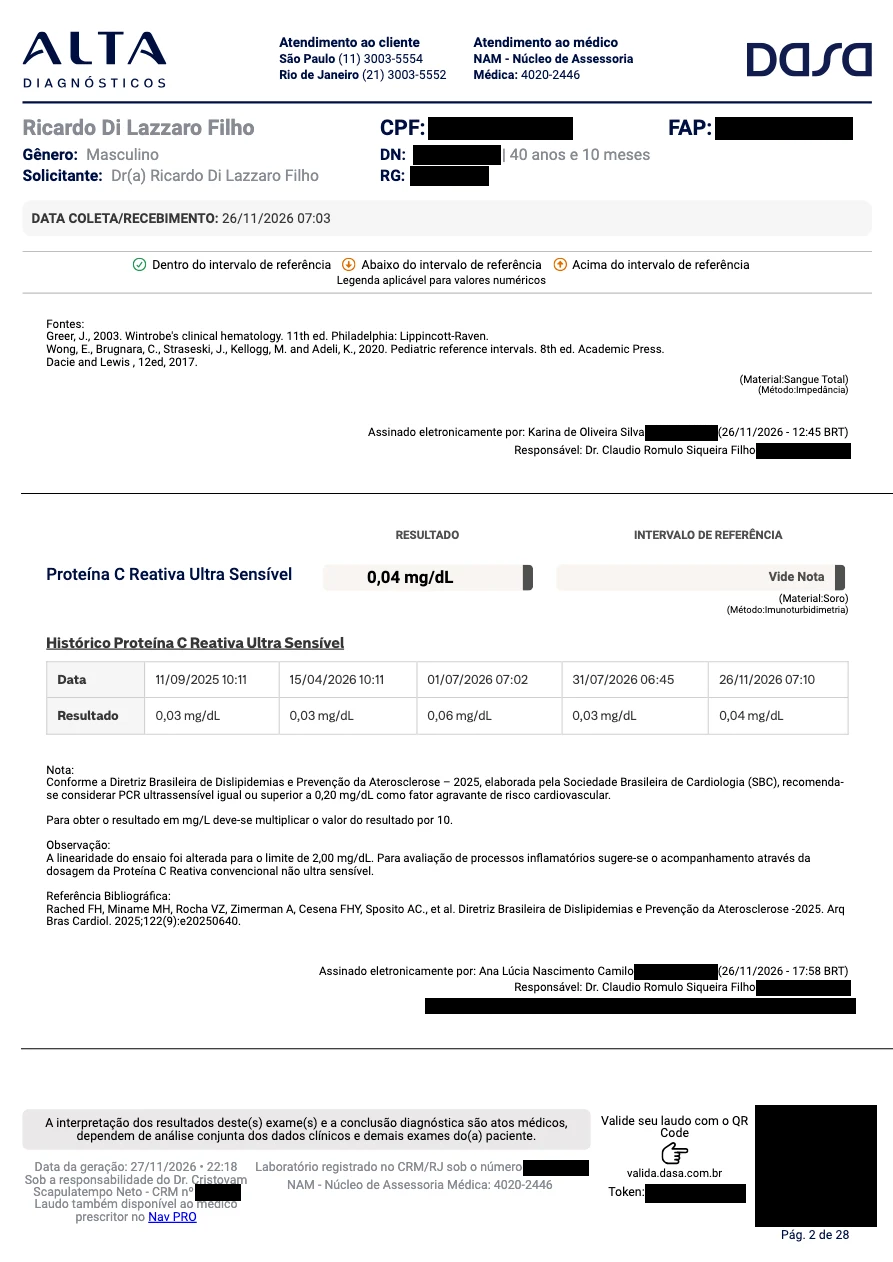 ALTA
DIAGNÓSTICOS
Atendimento ao cliente
São Paulo (11) 3003-5554
Rio de Janeiro (21) 3003-5552
Atendimento ao médico
NAM - Núcleo de Assessoria
Médica: 4020-2446
DASA
Ricardo Di Lazzaro Filho
CPF:
FAP:
Gênero: Masculino
DN: | 40 anos e 10 meses
Solicitante: Dr(a) Ricardo Di Lazzaro Filho
RG:
DATA COLETA/RECEBIMENTO: 26/11/2026 07:03
Dentro do intervalo de referência Abaixo do intervalo de referência Acima do intervalo de referência
Legenda aplicável para valores numéricos
Fontes:
Greer, J., 2003. Wintrobe's clinical hematology. 11th ed. Philadelphia: Lippincott-Raven.
Wong, E., Brugnara, C., Straseski, J., Kellogg, M. and Adeli, K., 2020. Pediatric reference intervals. 8th ed. Academic Press.
Dacie and Lewis , 12ed, 2017.
(Material:Sangue Total)
(Método:Impedância)
Assinado eletronicamente por: Karina de Oliveira Silva (26/11/2026 - 12:45 BRT)
Responsável: Dr. Claudio Romulo Siqueira Filho
RESULTADO INTERVALO DE REFERÊNCIA
Proteína C Reativa Ultra Sensível 0,04 mg/dL Vide Nota
(Material:Soro)
(Método:Imunoturbidimetria)
Histórico Proteína C Reativa Ultra Sensível
Data 11/09/2025 10:11 15/04/2026 10:11 01/07/2026 07:02 31/07/2026 06:45 26/11/2026 07:10
Resultado 0,03 mg/dL 0,03 mg/dL 0,06 mg/dL 0,03 mg/dL 0,04 mg/dL
Nota:
Conforme a Diretriz Brasileira de Dislipidemias e Prevenção da Aterosclerose – 2025, elaborada pela Sociedade Brasileira de Cardiologia (SBC), recomenda-
se considerar PCR ultrassensível igual ou superior a 0,20 mg/dL como fator agravante de risco cardiovascular.
Para obter o resultado em mg/L deve-se multiplicar o valor do resultado por 10.
Observação:
A linearidade do ensaio foi alterada para o limite de 2,00 mg/dL. Para avaliação de processos inflamatórios sugere-se o acompanhamento através da
dosagem da Proteína C Reativa convencional não ultra sensível.
Referência Bibliográfica:
Rached FH, Miname MH, Rocha VZ, Zimerman A, Cesena FHY, Sposito AC., et al. Diretriz Brasileira de Dislipidemias e Prevenção da Aterosclerose -2025. Arq
Bras Cardiol. 2025;122(9):e20250640.
Assinado eletronicamente por: Ana Lúcia Nascimento Camilo (26/11/2026 - 17:58 BRT)
Responsável: Dr. Claudio Romulo Siqueira Filho
A interpretação dos resultados deste(s) exame(s) e a conclusão diagnóstica são atos médicos,
dependem de análise conjunta dos dados clínicos e demais exames do(a) paciente.
Data da geração: 27/11/2026 • 22:18
Sob a responsabilidade do Dr. Cristovam
Scapulatempo Neto - CRM nº
Laudo também disponível ao médico
prescritor no Nav PRO
Laboratório registrado no CRM/RJ sob o número
NAM - Núcleo de Assessoria Médica: 4020-2446
Valide seu laudo com o QR
Code
valida.dasa.com.br
Token:
Pág. 2 de 28